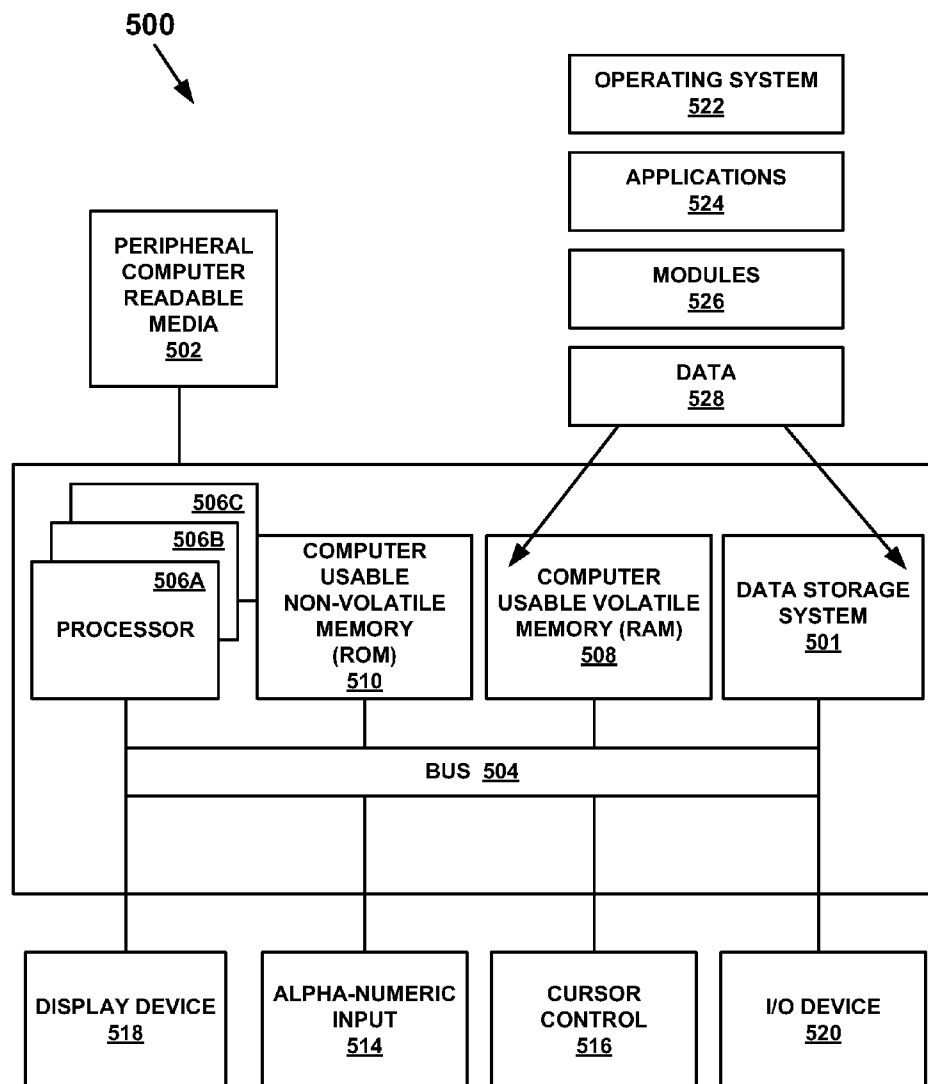 500
OPERATING SYSTEM
522
APPLICATIONS
524
MODULES
526
DATA
528
PERIPHERAL
COMPUTER
READABLE
MEDIA
502
506C
506B
506A
PROCESSOR
COMPUTER
USABLE
NON-VOLATILE
MEMORY
(ROM)
510
COMPUTER
USABLE VOLATILE
MEMORY (RAM)
508
DATA STORAGE
SYSTEM
501
BUS 504
DISPLAY DEVICE
518
ALPHA-NUMERIC
INPUT
514
CURSOR
CONTROL
516
I/O DEVICE
520